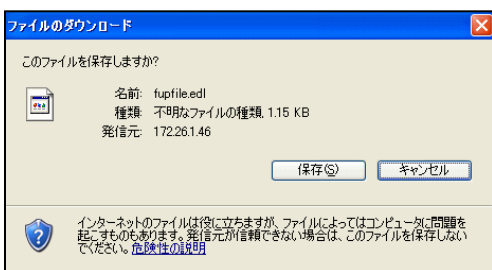 ファイルのダウンロード
このファイルを保存しますか?
名前: fupfile.edl
種類: 不明なファイルの種類, 1.15 KB
発信元: 172.26.1.46
保存(S)
キャンセル
インターネットのファイルは役に立ちますが、ファイルによってはコンピュータに問題を
起こすものもあります。発信元が信頼できない場合は、このファイルを保存しない
でください。危険性の説明